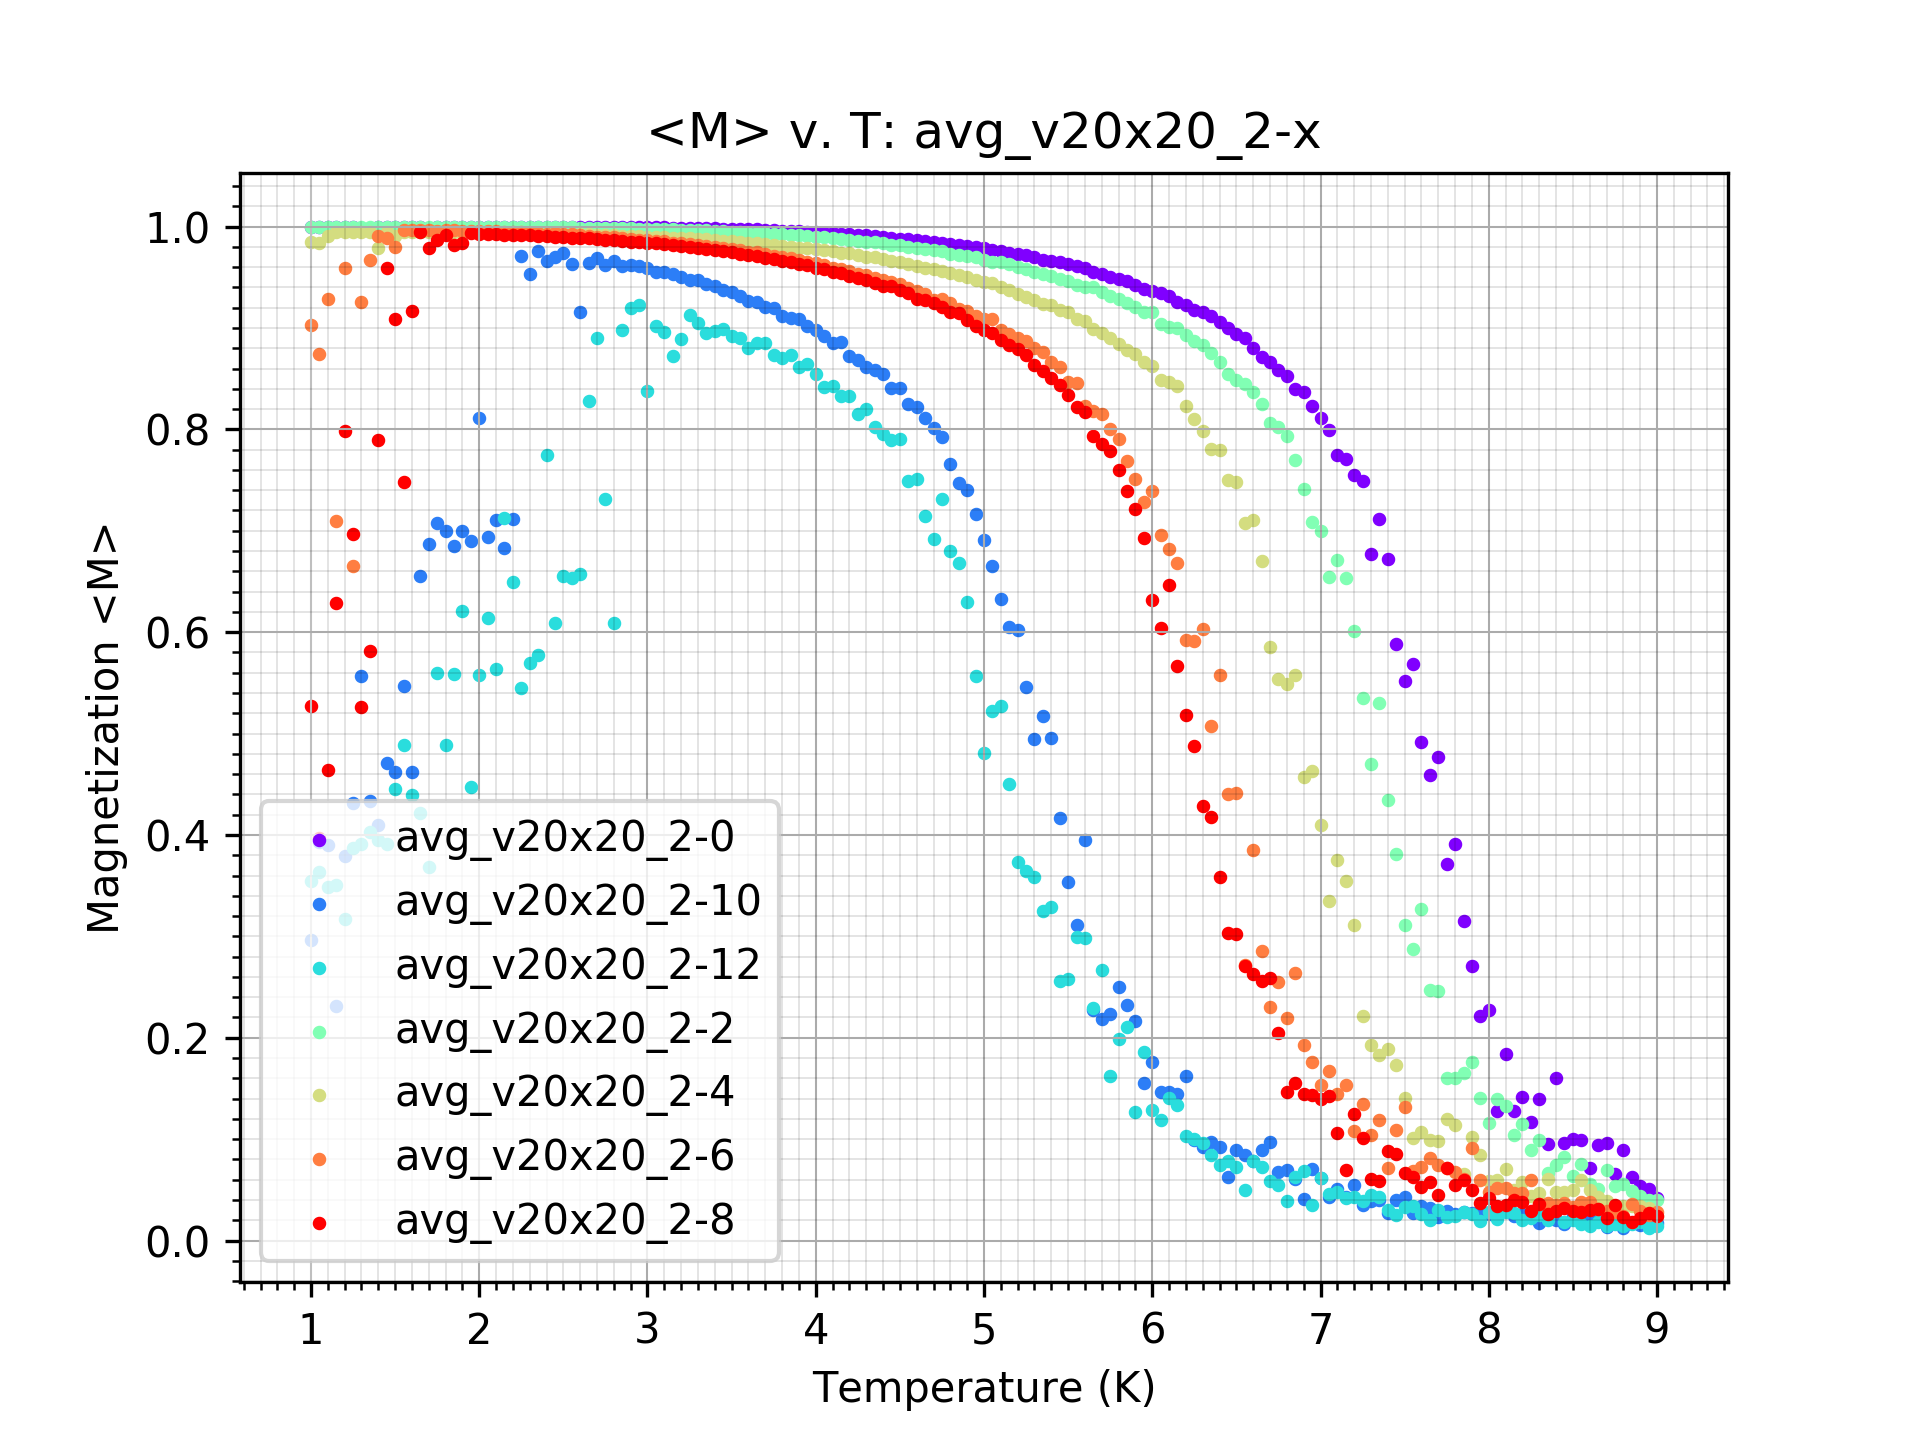 <M> v. T: avg_v20x20_2-x
Magnetization <M>
1.0
0.8
0.6
0.4
0.2
0.0
avg_v20x20_2-0
avg_v20x20_2-10
avg_v20x20_2-12
avg_v20x20_2-2
avg_v20x20_2-4
avg_v20x20_2-6
avg_v20x20_2-8
1 2 3 4 5 6 7 8 9
Temperature (K)